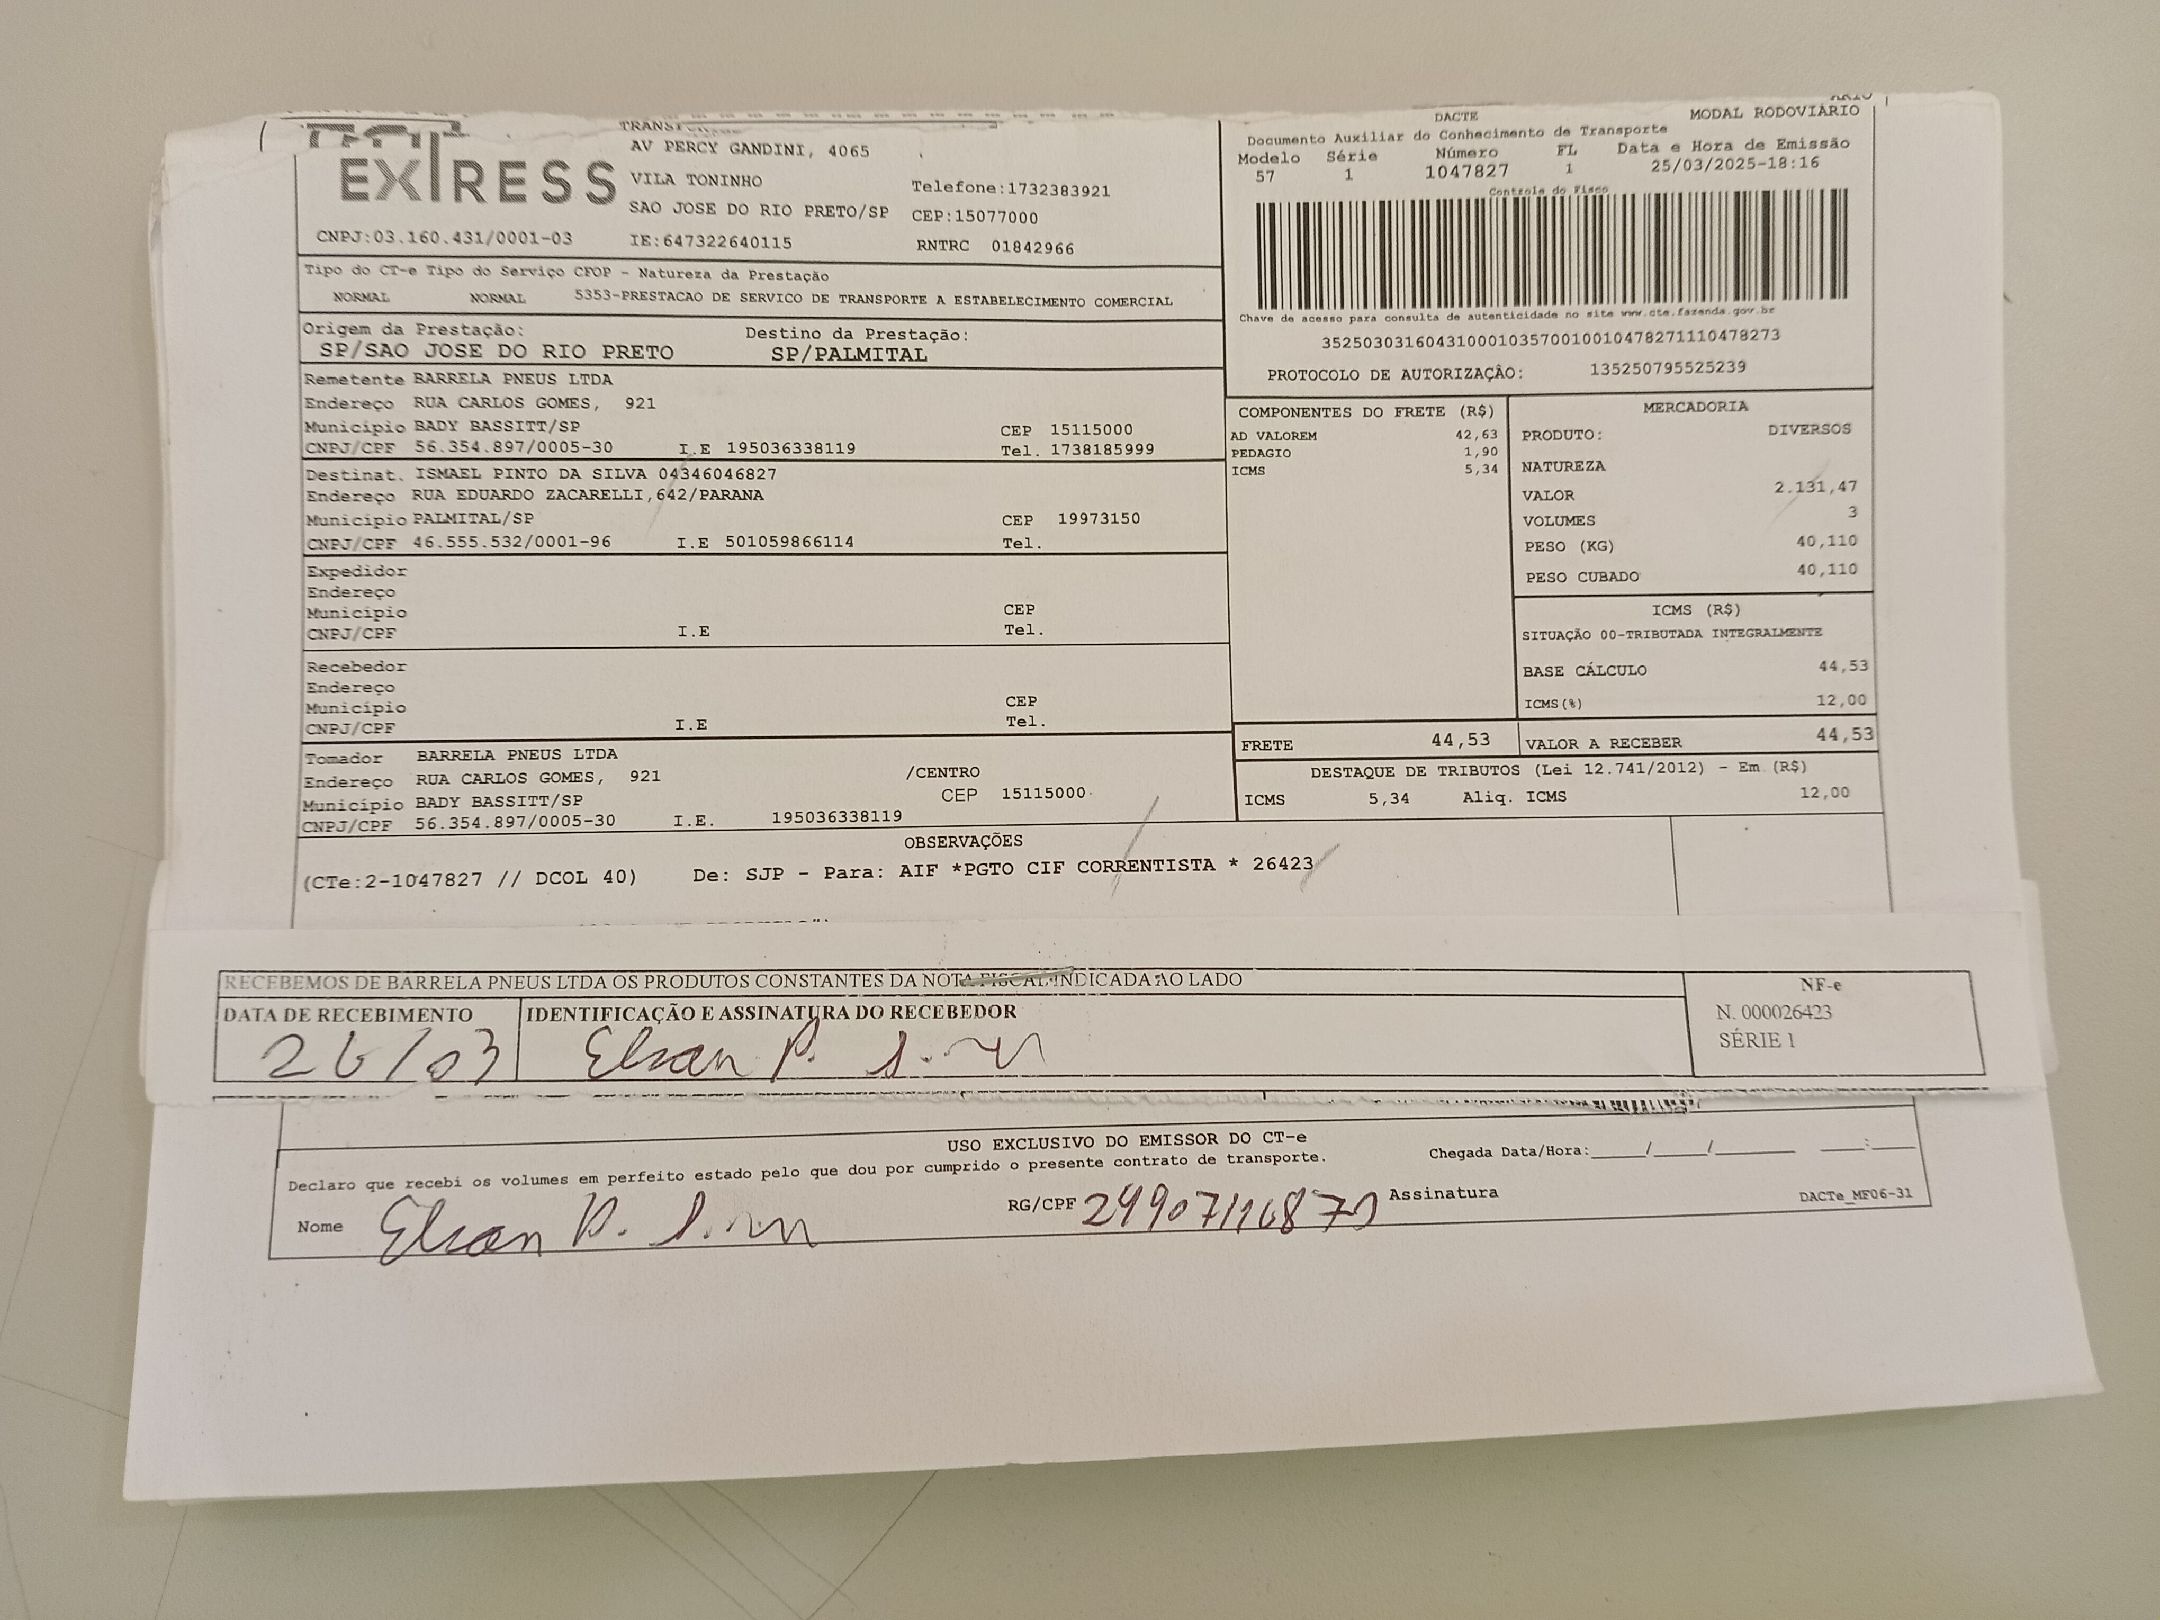 EXPRESS
AV PERCY GANDINI, 4065
VILA TONINHO
Telefone:1732383921
SAO JOSE DO RIO PRETO/SP CEP:15077000
CNPJ:03.160.431/0001-03 IE:647322640115 RNTRC 01842966
DACTE MODAL RODOVIÁRIO
Documento Auxiliar do Conhecimento de Transporte
Modelo Série Número FL Data e Hora de Emissão
57 1 1047827 1 25/03/2025-18:16
Controle do Fisco
Chave de acesso para consulta de autenticidade no site www.cte.fazenda.gov.br
35250303160431000103570010010478271110478273
PROTOCOLO DE AUTORIZAÇÃO: 135250795525239
Tipo do CT-e Tipo do Serviço CFOP - Natureza da Prestação
NORMAL NORMAL 5353-PRESTACAO DE SERVICO DE TRANSPORTE A ESTABELECIMENTO COMERCIAL
Origem da Prestação: Destino da Prestação:
SP/SAO JOSE DO RIO PRETO SP/PALMITAL
Remetente BARRELA PNEUS LTDA
Endereço RUA CARLOS GOMES, 921
Município BADY BASSITT/SP CEP 15115000
CNPJ/CPF 56.354.897/0005-30 I.E 195036338119 Tel. 1738185999
Destinat. ISMAEL PINTO DA SILVA 04346046827
Endereço RUA EDUARDO ZACARELLI,642/PARANA
Município PALMITAL/SP CEP 19973150
CNPJ/CPF 46.555.532/0001-96 I.E 501059866114 Tel.
Expedidor
Endereço
Município CEP
CNPJ/CPF I.E Tel.
Recebedor
Endereço
Município CEP
CNPJ/CPF I.E Tel.
Tomador BARRELA PNEUS LTDA
Endereço RUA CARLOS GOMES, 921 /CENTRO
Município BADY BASSITT/SP CEP 15115000
CNPJ/CPF 56.354.897/0005-30 I.E. 195036338119
COMPONENTES DO FRETE (R$)
AD VALOREM 42,63
PEDAGIO 1,90
ICMS 5,34
MERCADORIA
PRODUTO: DIVERSOS
NATUREZA
VALOR 2.131,47
VOLUMES 3
PESO (KG) 40,110
PESO CUBADO 40,110
ICMS (R$)
SITUAÇÃO 00-TRIBUTADA INTEGRALMENTE
BASE CÁLCULO 44,53
ICMS(%) 12,00
FRETE 44,53 VALOR A RECEBER 44,53
DESTAQUE DE TRIBUTOS (Lei 12.741/2012) - Em (R$)
ICMS 5,34 Aliq. ICMS 12,00
OBSERVAÇÕES
(CTe:2-1047827 // DCOL 40) De: SJP - Para: AIF *PGTO CIF CORRENTISTA * 26423
RECEBEMOS DE BARRELA PNEUS LTDA OS PRODUTOS CONSTANTES DA NOTA FISCAL INDICADA AO LADO
DATA DE RECEBIMENTO IDENTIFICAÇÃO E ASSINATURA DO RECEBEDOR
26/03
NF-e
N. 000026423
SÉRIE 1
USO EXCLUSIVO DO EMISSOR DO CT-e
Declaro que recebi os volumes em perfeito estado pelo que dou por cumprido o presente contrato de transporte.
Chegada Data/Hora:____/____/______ ___:___
Nome RG/CPF Assinatura DACTe_MF06-31